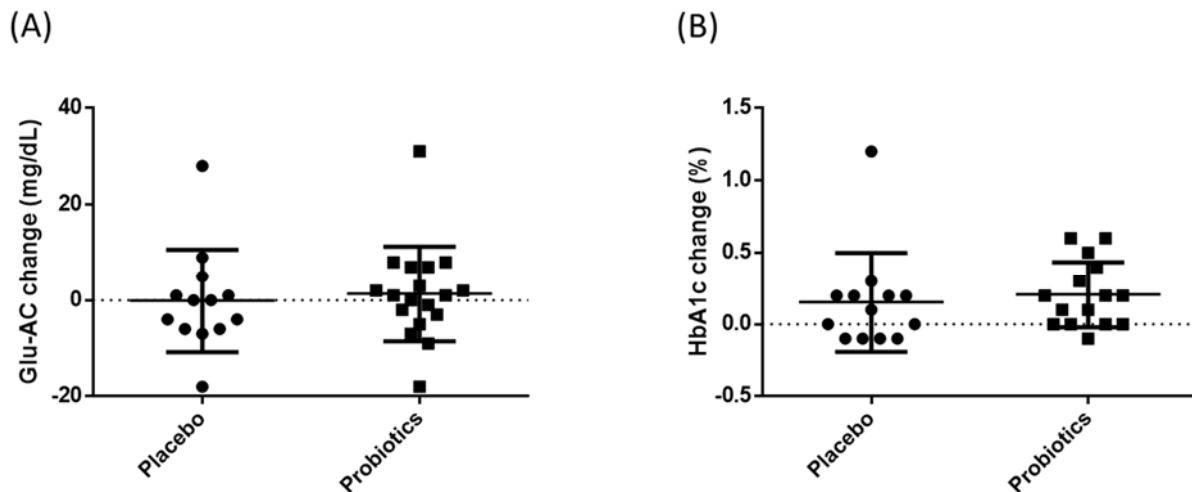 (A)
Glu-AC change (mg/dL)
40
20
0
-20
Placebo
Probiotics
(B)
HbA1c change (%)
1.5
1.0
0.5
0.0
-0.5
Placebo
Probiotics